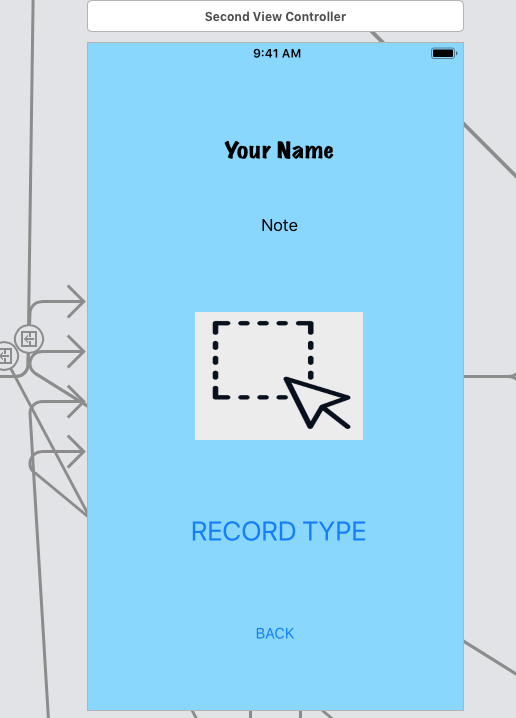 Second View Controller
9:41 AM
Your Name
Note
RECORD TYPE
BACK